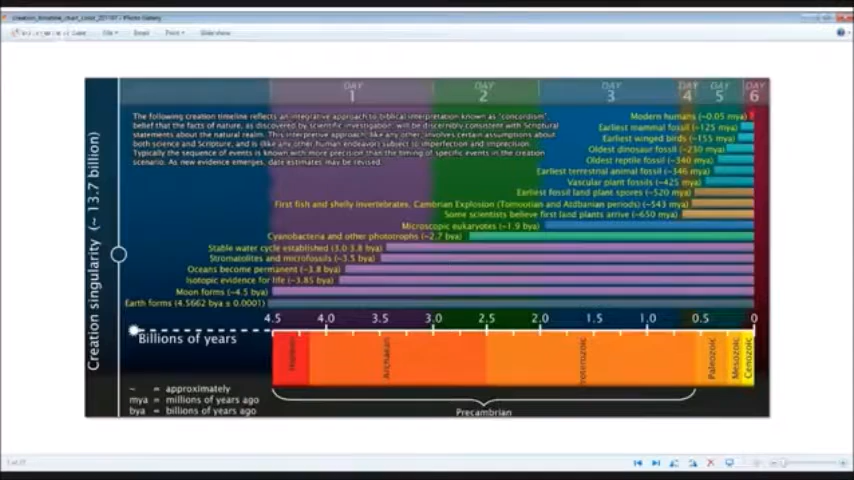 creation_timeline_chart_color_201107 - Photo Gallery
File
Email
Print
Slide show
DAY 1
DAY 2
DAY 3
DAY 4
DAY 5
DAY 6
The following creation timeline reflects an integrative approach to biblical interpretation known as "concordism,"
belief that the facts of nature, as discovered by scientific investigation, will be discernibly consistent with Scriptural
statements about the natural realm. This interpretive approach, like any other, involves certain assumptions about
both science and Scripture, and is (like any other human endeavor) subject to imperfection and imprecision.
Typically the sequence of events is known with more precision than the timing of specific events in the creation
scenario. As new evidence emerges, date estimates may be revised.
Modern humans (~0.05 mya)
Earliest mammal fossil (~125 mya)
Earliest winged birds (~155 mya)
Oldest dinosaur fossil (~230 mya)
Oldest reptile fossil (~340 mya)
Earliest terrestrial animal fossil (~346 mya)
Vascular plant fossils (~425 mya)
Earliest fossil land plant spores (~520 mya)
First fish and shelly invertebrates, Cambrian Explosion (Tomootian and Atdbanian periods) (~543 mya)
Some scientists believe first land plants arrive (~650 mya)
Microscopic eukaryotes (~1.9 bya)
Cyanobacteria and other phototrophs (~2.7 bya)
Stable water cycle established (3.0-3.8 bya)
Stromatolites and microfossils (~3.5 bya)
Oceans become permanent (~3.8 bya)
Isotopic evidence for life (~3.85 bya)
Moon forms (~4.5 bya)
Earth forms (4.5662 bya ± 0.0001)
Creation singularity (~ 13.7 billion)
4.5 4.0 3.5 3.0 2.5 2.0 1.5 1.0 0.5 0
Billions of years
Hadean
Archaean
Proterozoic
Paleozoic
Mesozoic
Cenozoic
Precambrian
~ = approximately
mya = millions of years ago
bya = billions of years ago